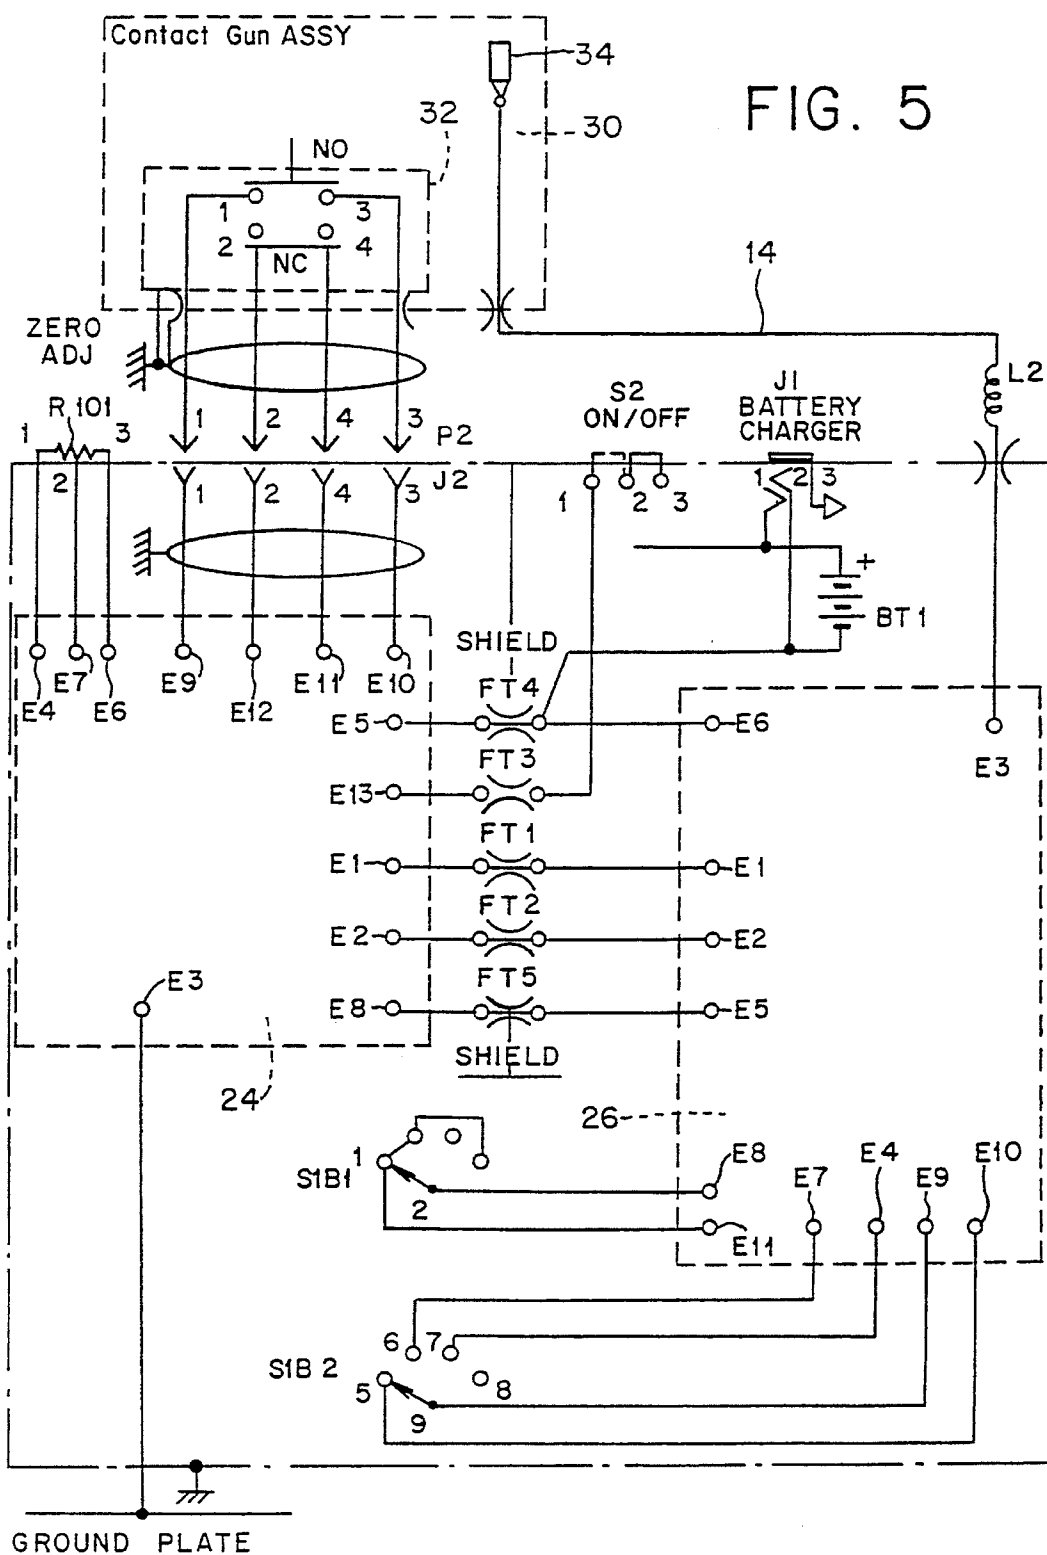 Contact Gun ASSY
34
FIG. 5
32
30
NO
1
3
2
4
NC
14
ZERO
ADJ
L2
S2
ON/OFF
J1
BATTERY
CHARGER
R101
1
3
2
1
2
4
3
P2
J2
1
2
4
3
1
2
3
1
2
3
+
BT1
SHIELD
E4
E7
E6
E9
E12
E11
E10
E5
FT4
E6
E3
FT3
E13
FT1
E1
E1
FT2
E2
E2
FT5
E8
E5
E3
SHIELD
24
26
S1B1
1
2
E8
E11
E7
E4
E9
E10
S1B2
6
7
5
8
9
GROUND PLATE